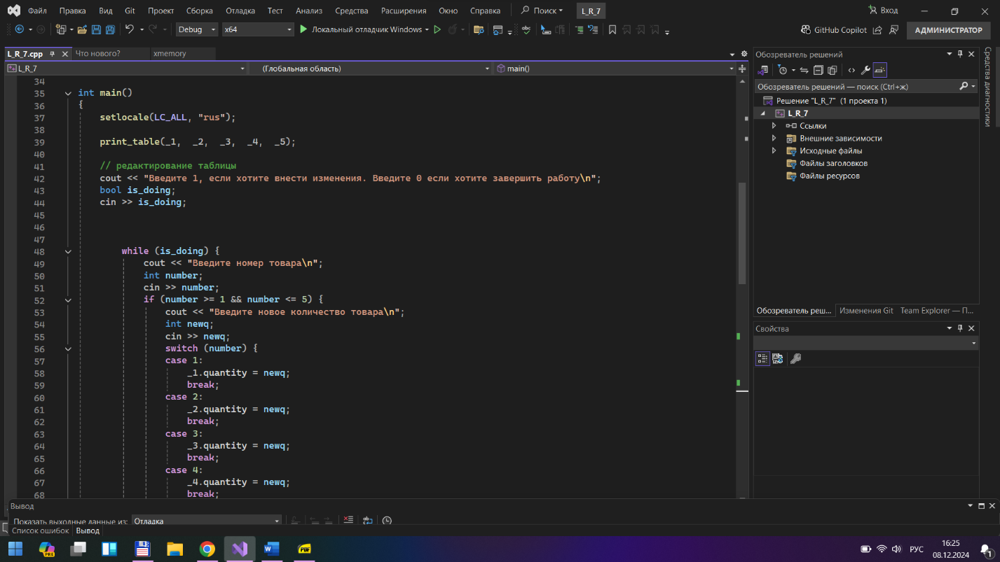 Файл Правка Вид Git Проект Сборка Отладка Тест Анализ Средства Расширения Окно Справка Поиск L_R_7 Вход
Debug x64 Локальный отладчик Windows GitHub Copilot АДМИНИСТРАТОР
L_R_7.cpp Что нового? xmemory
L_R_7 (Глобальная область) main()
34
35 int main()
36 {
37 setlocale(LC_ALL, "rus");
38
39 print_table(_1, _2, _3, _4, _5);
40
41 // редактирование таблицы
42 cout << "Введите 1, если хотите внести изменения. Введите 0 если хотите завершить работу\n";
43 bool is_doing;
44 cin >> is_doing;
45
46
47
48 while (is_doing) {
49 cout << "Введите номер товара\n";
50 int number;
51 cin >> number;
52 if (number >= 1 && number <= 5) {
53 cout << "Введите новое количество товара\n";
54 int newq;
55 cin >> newq;
56 switch (number) {
57 case 1:
58 _1.quantity = newq;
59 break;
60 case 2:
61 _2.quantity = newq;
62 break;
63 case 3:
64 _3.quantity = newq;
65 break;
66 case 4:
67 _4.quantity = newq;
68 break;
Обозреватель решений
Обозреватель решений — поиск (Ctrl+ж)
Решение "L_R_7" (1 проекта 1)
L_R_7
Ссылки
Внешние зависимости
Исходные файлы
Файлы заголовков
Файлы ресурсов
Обозреватель реш... Изменения Git Team Explorer — П...
Свойства
Средства диагностики
Вывод
Показать выходные данные из: Отладка
Список ошибок Вывод
РУС 16:25
08.12.2024